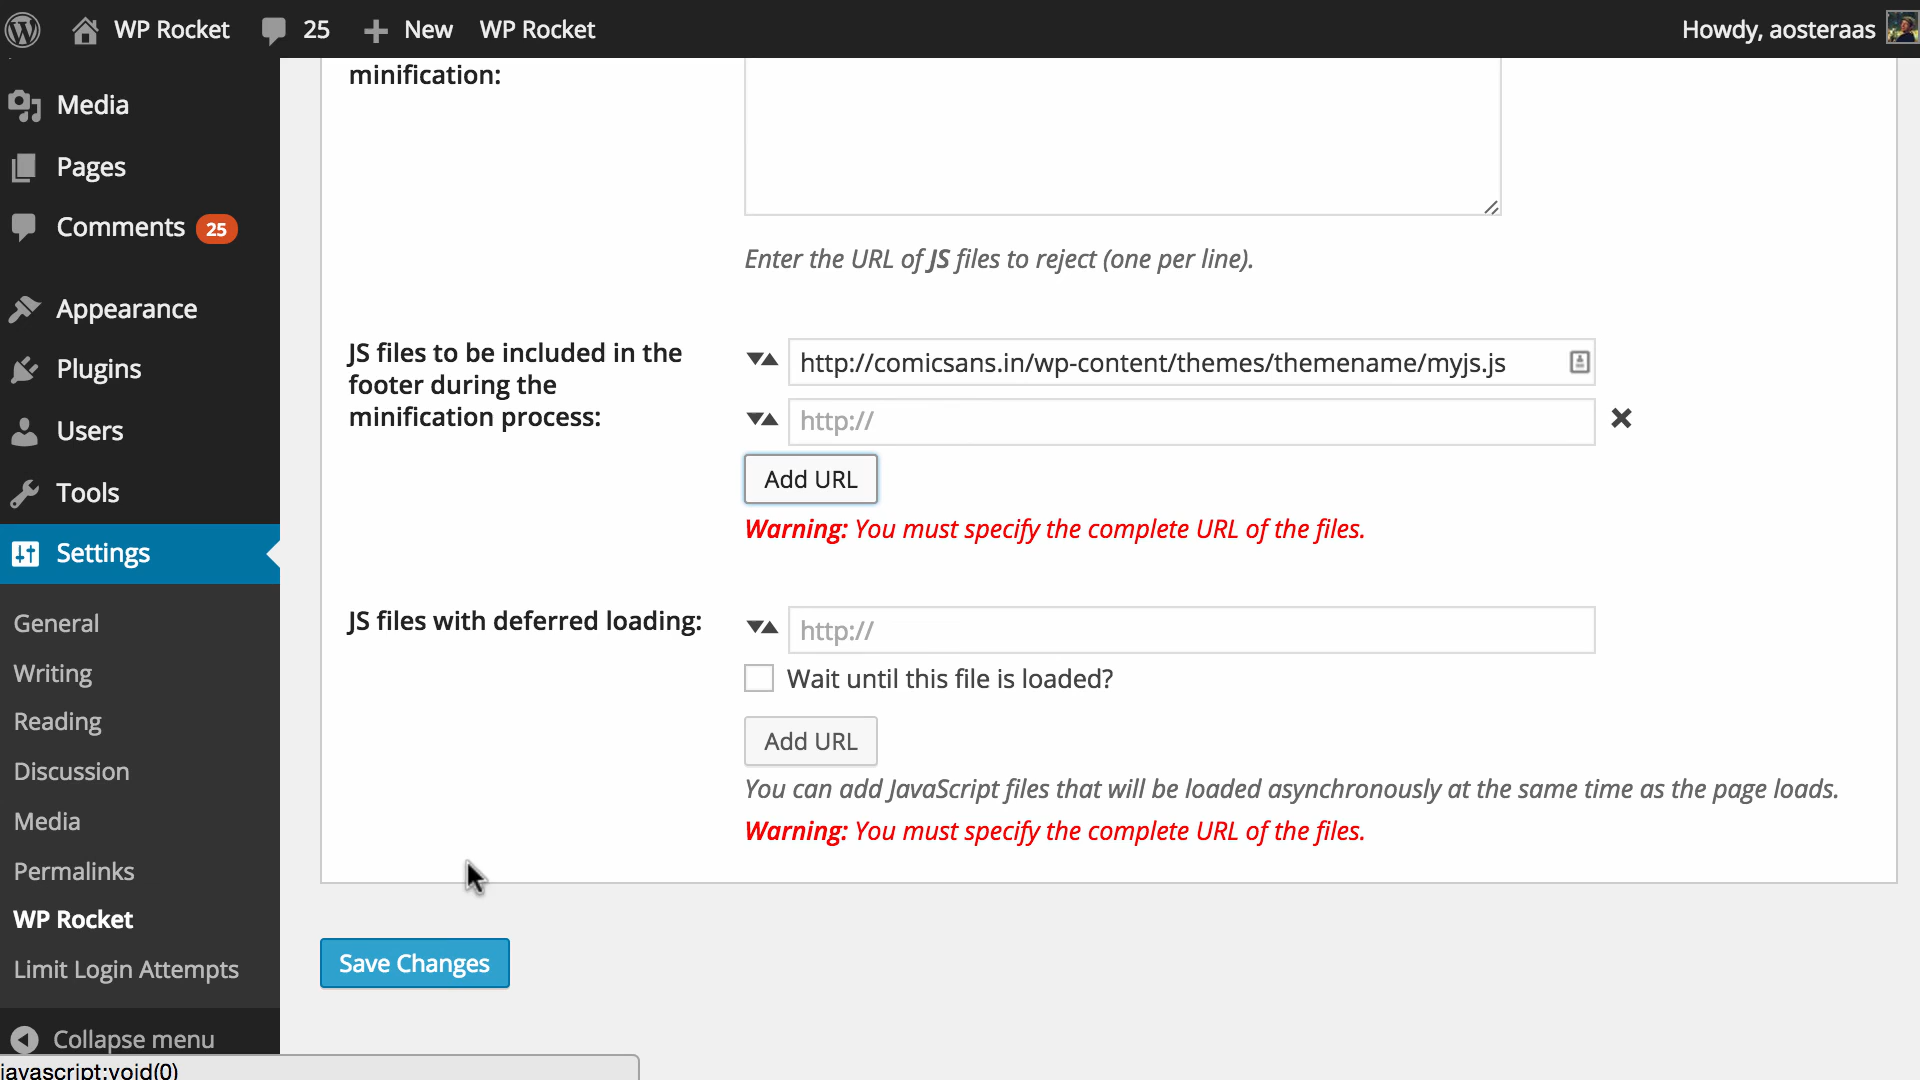 WP Rocket 25 New WP Rocket Howdy, aosteraas
Media
Pages
Comments 25
Appearance
Plugins
Users
Tools
Settings
General
Writing
Reading
Discussion
Media
Permalinks
WP Rocket
Limit Login Attempts
Collapse menu
javascript:void(0)
minification:
Enter the URL of JS files to reject (one per line).
JS files to be included in the
footer during the
minification process:
http://comicsans.in/wp-content/themes/themename/myjs.js
http://
Add URL
Warning: You must specify the complete URL of the files.
JS files with deferred loading:
http://
Wait until this file is loaded?
Add URL
You can add JavaScript files that will be loaded asynchronously at the same time as the page loads.
Warning: You must specify the complete URL of the files.
Save Changes